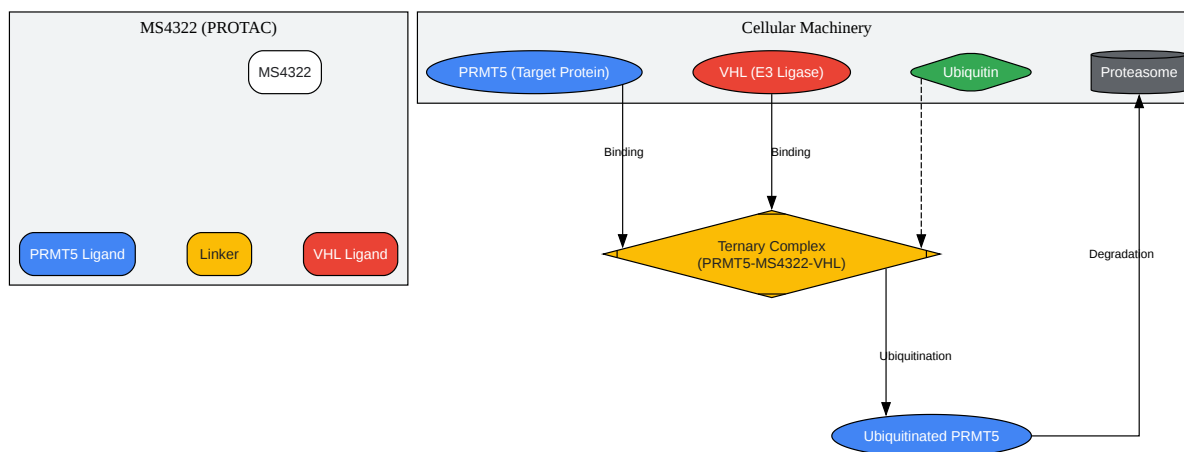 MS4322 (PROTAC)
MS4322
PRMT5 Ligand
Linker
VHL Ligand
Cellular Machinery
PRMT5 (Target Protein)
VHL (E3 Ligase)
Ubiquitin
Proteasome
Binding
Binding
Ternary Complex
(PRMT5-MS4322-VHL)
Degradation
Ubiquitination
Ubiquitinated PRMT5